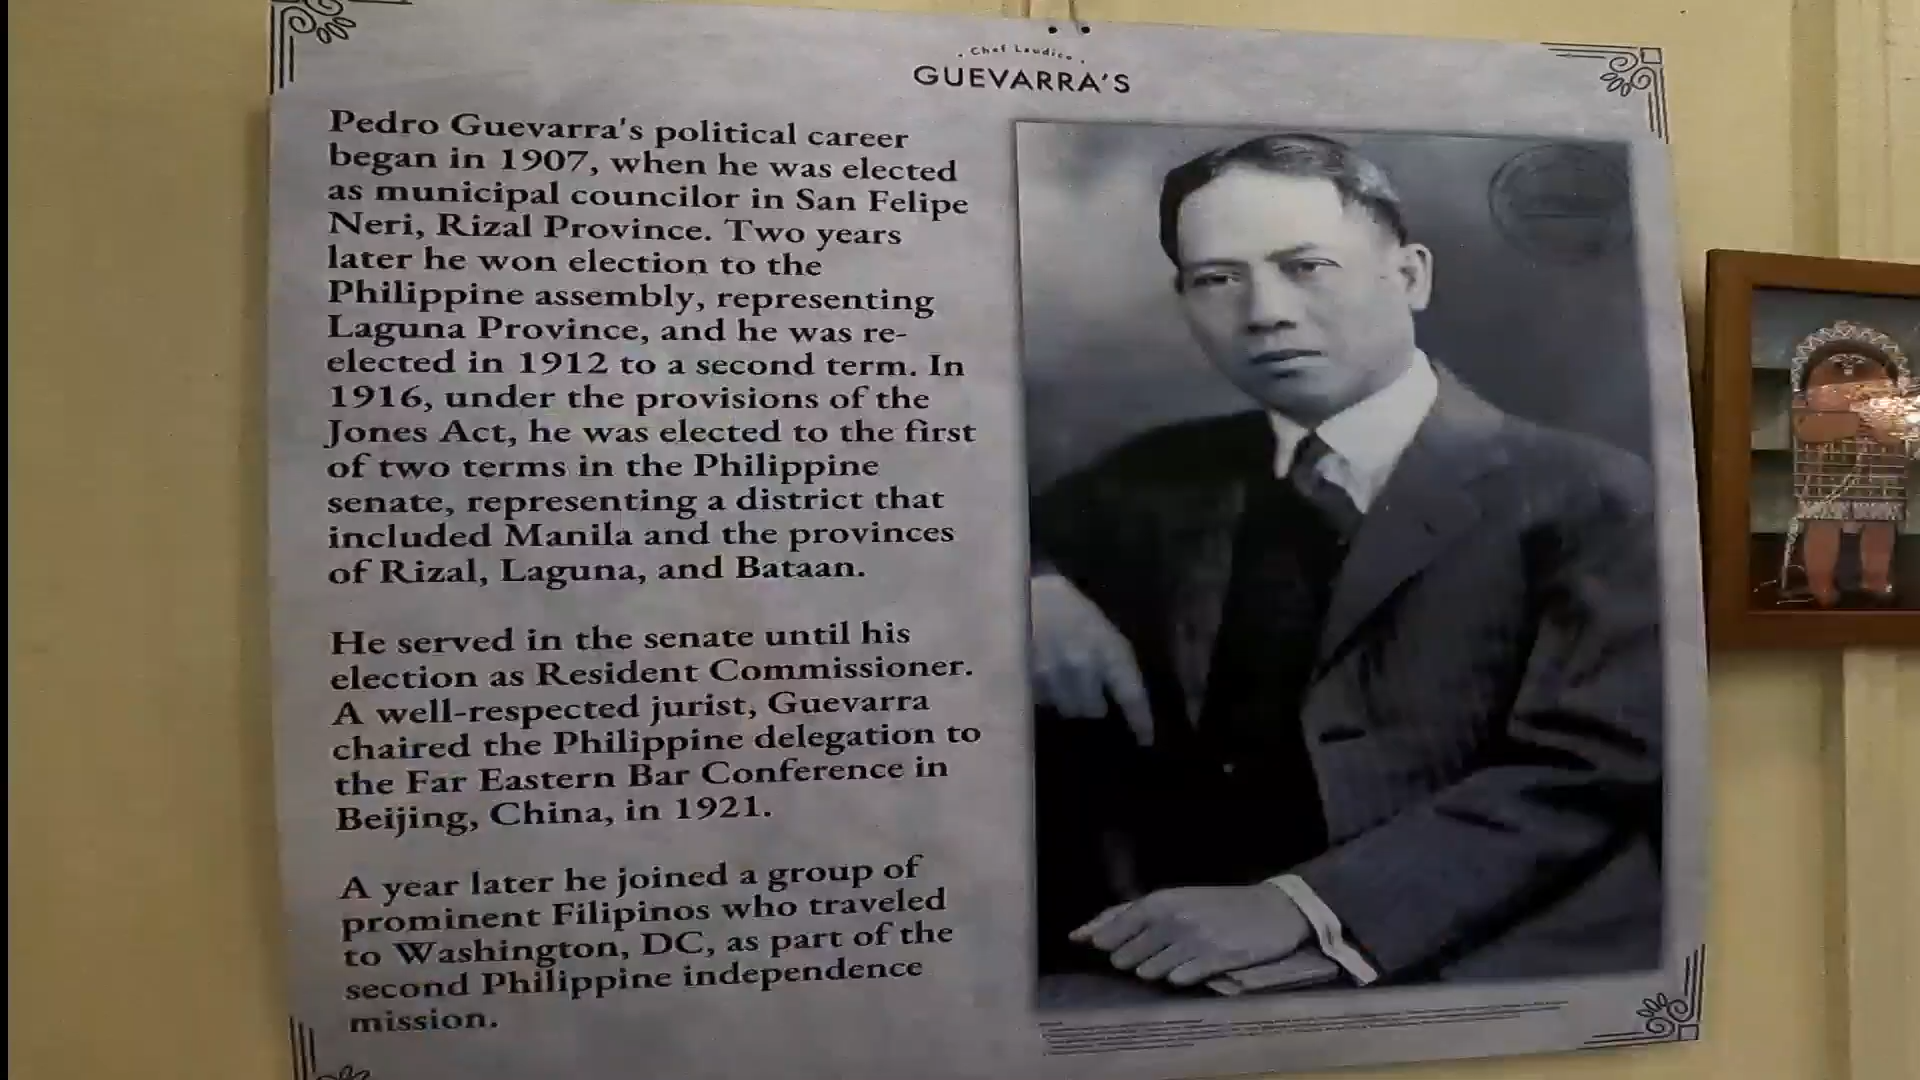 Chef Laudico
GUEVARRA'S
Pedro Guevarra's political career
began in 1907, when he was elected
as municipal councilor in San Felipe
Neri, Rizal Province. Two years
later he won election to the
Philippine assembly, representing
Laguna Province, and he was re-
elected in 1912 to a second term. In
1916, under the provisions of the
Jones Act, he was elected to the first
of two terms in the Philippine
senate, representing a district that
included Manila and the provinces
of Rizal, Laguna, and Bataan.
He served in the senate until his
election as Resident Commissioner.
A well-respected jurist, Guevarra
chaired the Philippine delegation to
the Far Eastern Bar Conference in
Beijing, China, in 1921.
A year later he joined a group of
prominent Filipinos who traveled
to Washington, DC, as part of the
second Philippine independence
mission.